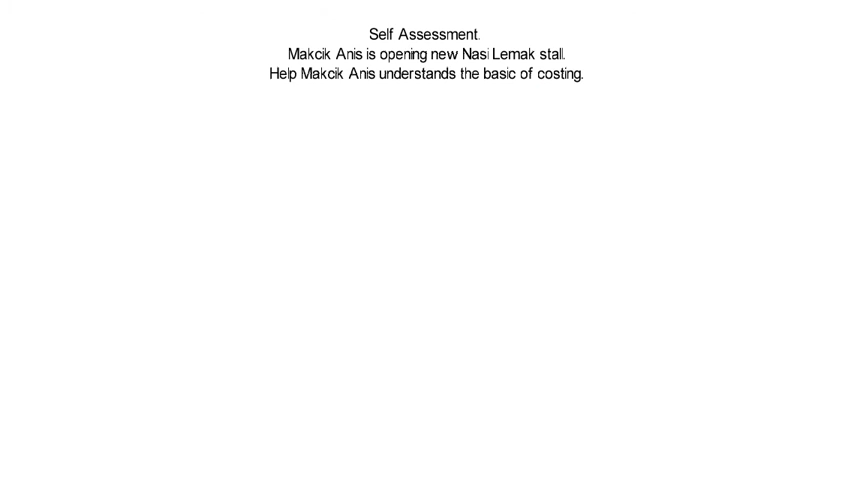 Self Assessment.
Makcik Anis is opening new Nasi Lemak stall.
Help Makcik Anis understands the basic of costing.